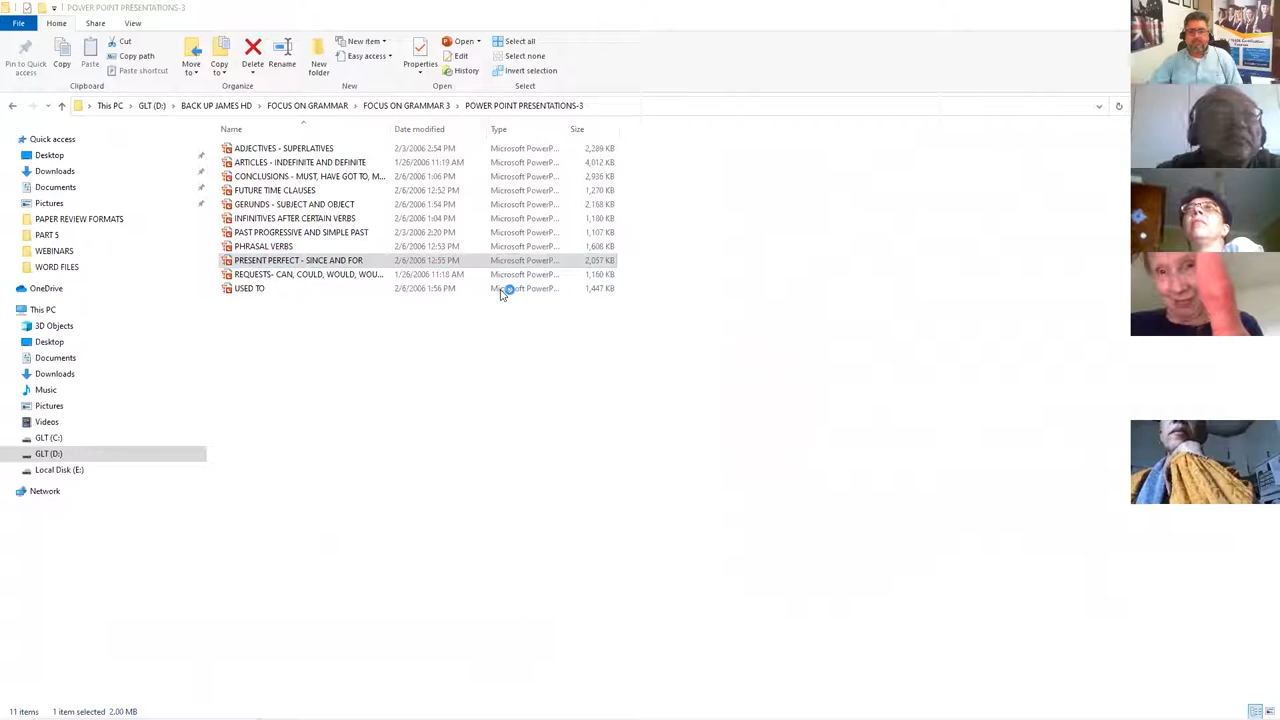 POWER POINT PRESENTATIONS-3
File Home Share View
Pin to Quick access
Copy
Paste
Cut
Copy path
Paste shortcut
Clipboard
Move to
Copy to
Delete
Rename
Organize
New folder
New item
Easy access
New
Properties
Open
Edit
History
Open
Select all
Select none
Invert selection
Select
This PC > GLT (D:) > BACK UP JAMES HD > FOCUS ON GRAMMAR > FOCUS ON GRAMMAR 3 > POWER POINT PRESENTATIONS-3
Quick access
Desktop
Downloads
Documents
Pictures
PAPER REVIEW FORMATS
PART 5
WEBINARS
WORD FILES
OneDrive
This PC
3D Objects
Desktop
Documents
Downloads
Music
Pictures
Videos
GLT (C:)
GLT (D:)
Local Disk (E:)
Network
Name Date modified Type Size
ADJECTIVES - SUPERLATIVES 2/3/2006 2:54 PM Microsoft PowerP... 2,289 KB
ARTICLES - INDEFINITE AND DEFINITE 1/26/2006 11:19 AM Microsoft PowerP... 4,012 KB
CONCLUSIONS - MUST, HAVE GOT TO, M... 2/6/2006 1:06 PM Microsoft PowerP... 2,936 KB
FUTURE TIME CLAUSES 2/6/2006 12:52 PM Microsoft PowerP... 1,270 KB
GERUNDS - SUBJECT AND OBJECT 2/6/2006 1:54 PM Microsoft PowerP... 2,168 KB
INFINITIVES AFTER CERTAIN VERBS 2/6/2006 1:04 PM Microsoft PowerP... 1,180 KB
PAST PROGRESSIVE AND SIMPLE PAST 2/3/2006 2:20 PM Microsoft PowerP... 1,107 KB
PHRASAL VERBS 2/6/2006 12:53 PM Microsoft PowerP... 1,608 KB
PRESENT PERFECT - SINCE AND FOR 2/6/2006 12:55 PM Microsoft PowerP... 2,057 KB
REQUESTS- CAN, COULD, WOULD, WOU... 1/26/2006 11:18 AM Microsoft PowerP... 1,160 KB
USED TO 2/6/2006 1:56 PM Microsoft PowerP... 1,447 KB
11 items 1 item selected 2.00 MB